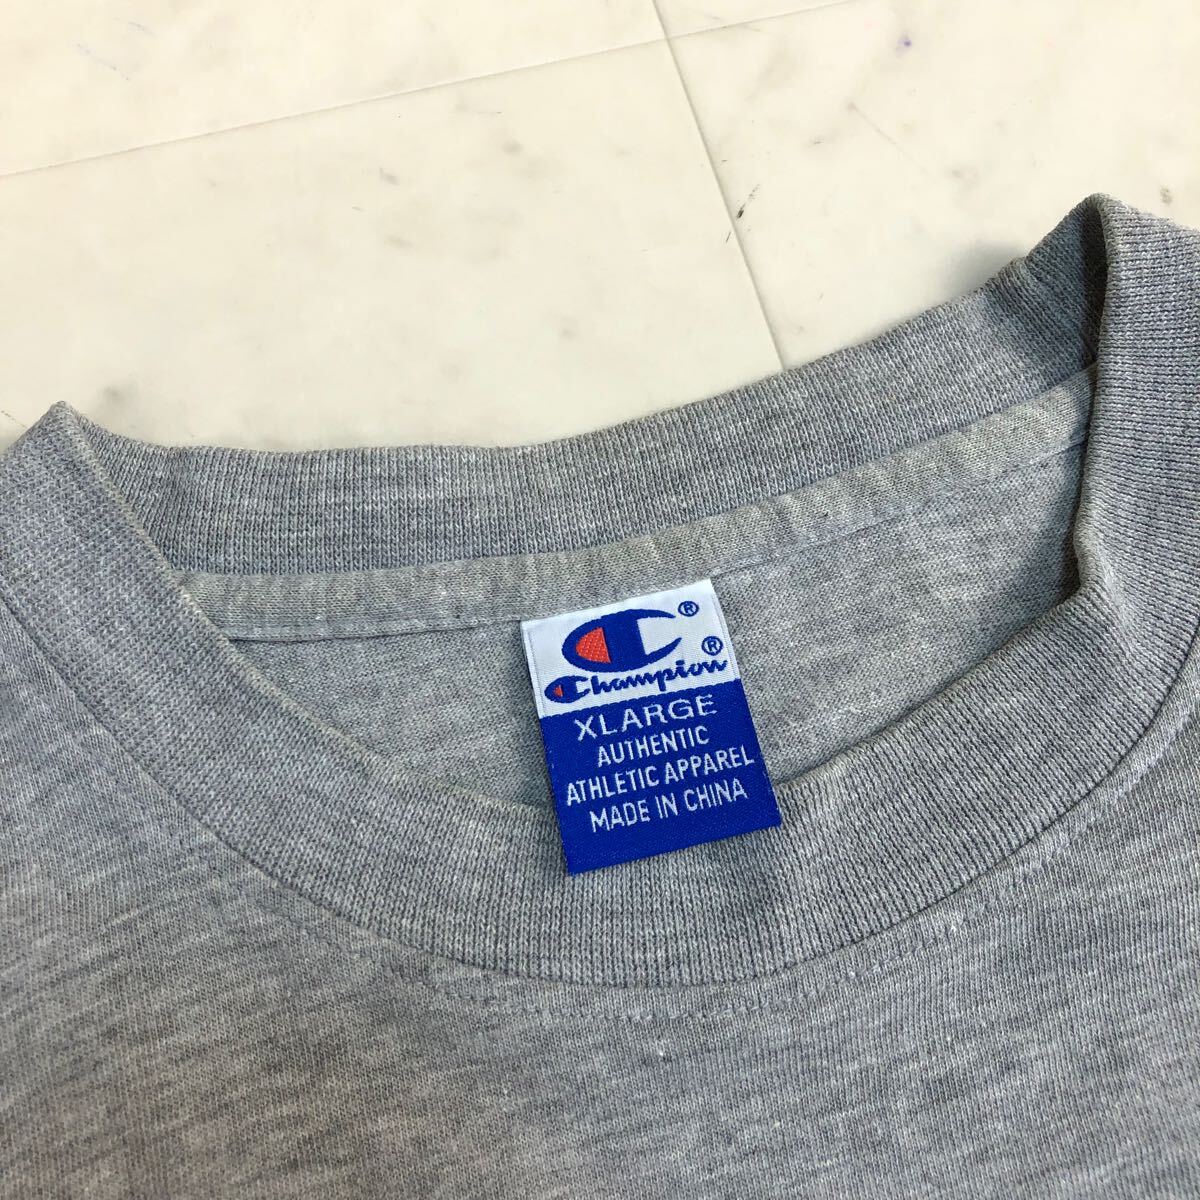 C®
Champion®
XLARGE
AUTHENTIC
ATHLETIC APPAREL
MADE IN CHINA